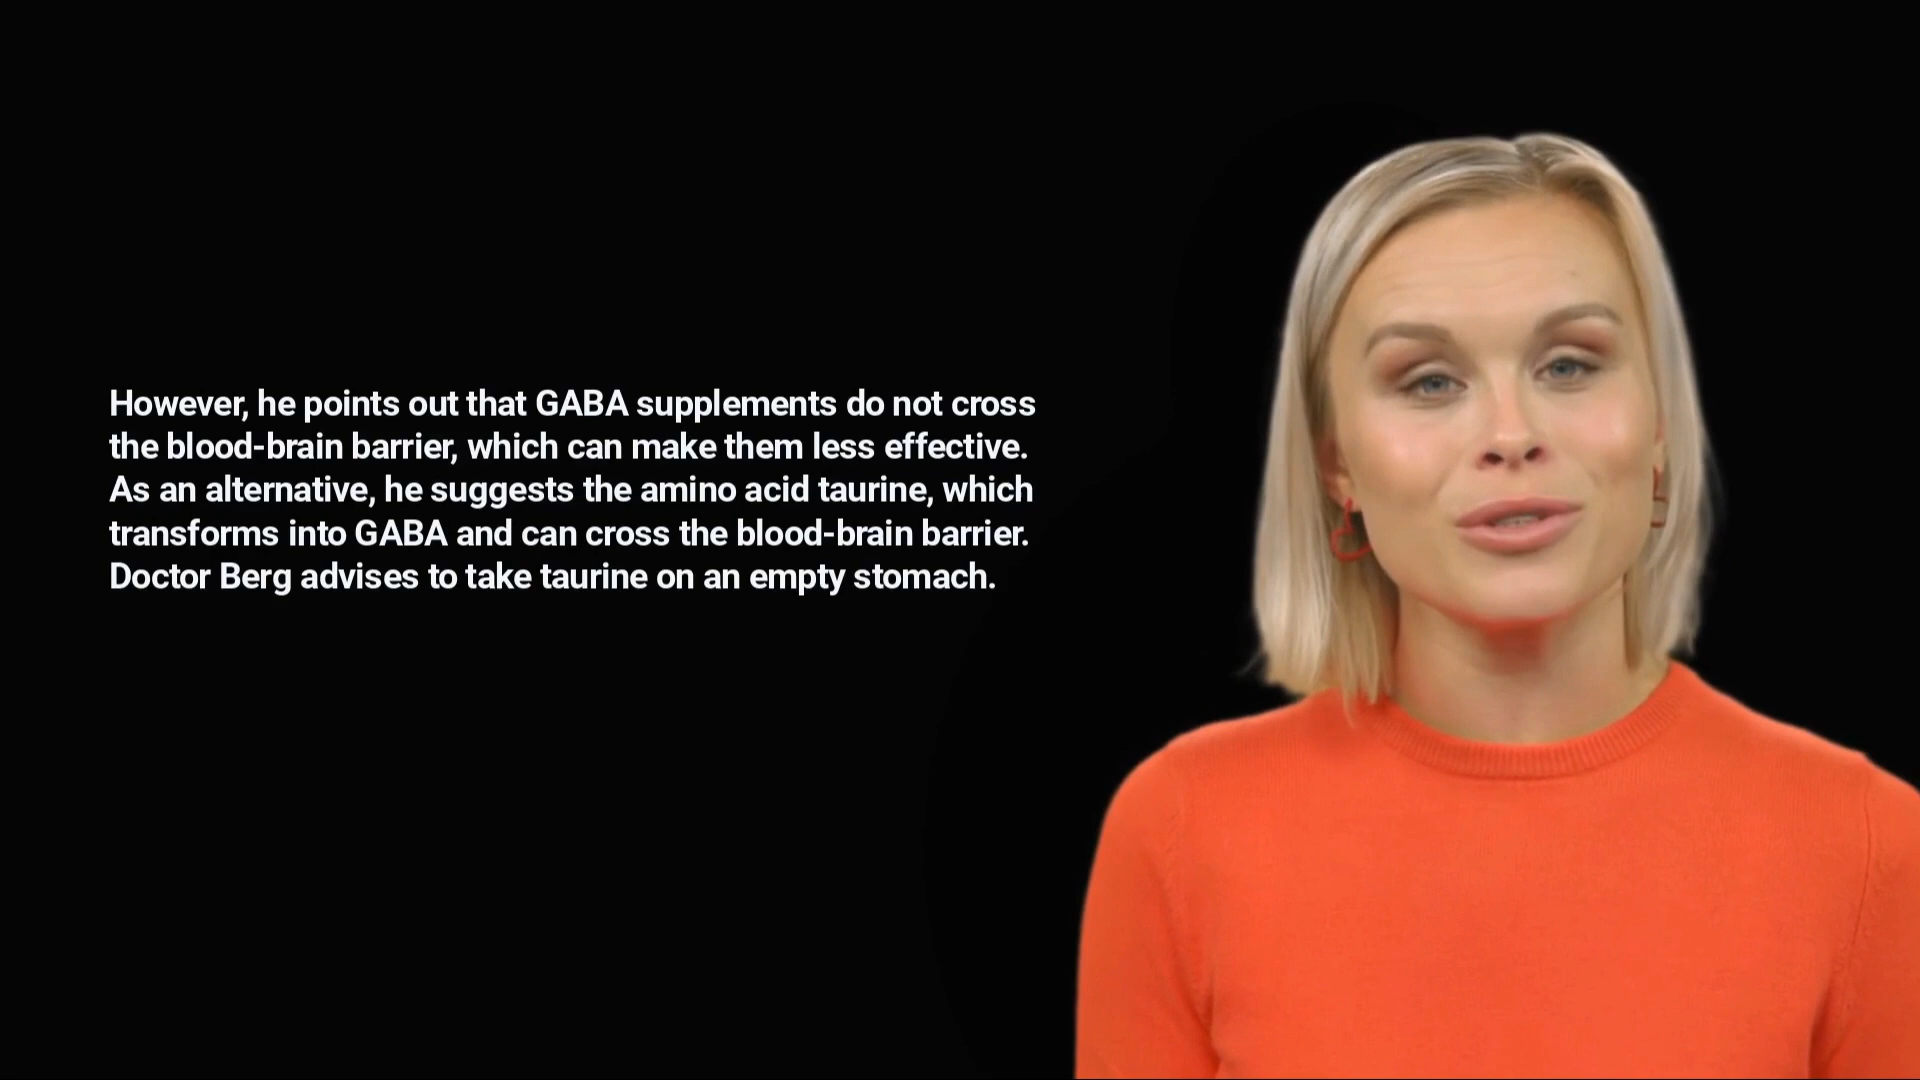 However, he points out that GABA supplements do not cross
the blood-brain barrier, which can make them less effective.
As an alternative, he suggests the amino acid taurine, which
transforms into GABA and can cross the blood-brain barrier.
Doctor Berg advises to take taurine on an empty stomach.